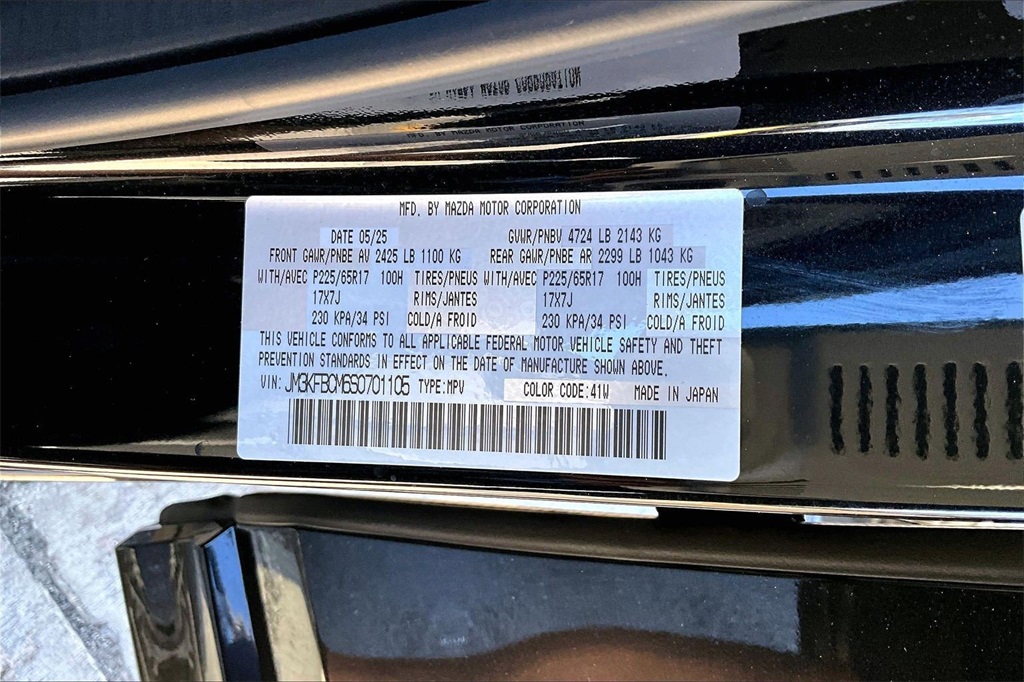 MFD. BY MAZDA MOTOR CORPORATION
DATE 05/25 GVWR/PNBV 4724 LB 2143 KG
FRONT GAWR/PNBE AV 2425 LB 1100 KG REAR GAWR/PNBE AR 2299 LB 1043 KG
WITH/AVEC P225/65R17 100H TIRES/PNEUS WITH/AVEC P225/65R17 100H TIRES/PNEUS
17X7J RIMS/JANTES 17X7J RIMS/JANTES
230 KPA/34 PSI COLD/A FROID 230 KPA/34 PSI COLD/A FROID
THIS VEHICLE CONFORMS TO ALL APPLICABLE FEDERAL MOTOR VEHICLE SAFETY AND THEFT
PREVENTION STANDARDS IN EFFECT ON THE DATE OF MANUFACTURE SHOWN ABOVE.
VIN: JM3KFBCM6S0701105 TYPE:MPV COLOR CODE:41W MADE IN JAPAN